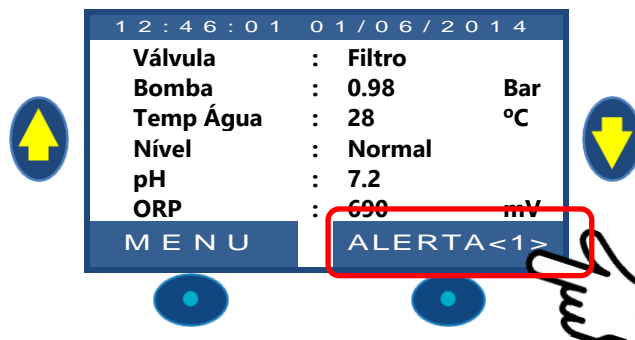 12:46:01 01/06/2014
Válvula : Filtro
Bomba : 0.98 Bar
Temp Água : 28 ºC
Nível : Normal
pH : 7.2
ORP : 690 mV
MENU ALERTA<1>